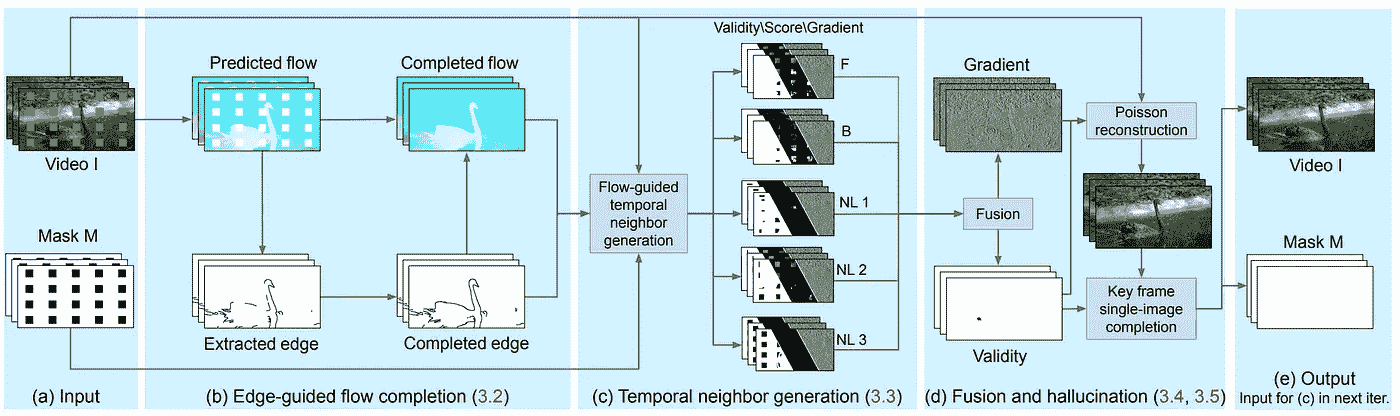 Video I
Mask M
(a) Input
Predicted flow
Completed flow
Extracted edge
Completed edge
(b) Edge-guided flow completion (3.2)
Flow-guided
temporal
neighbor
generation
Validity\Score\Gradient
F
B
NL 1
NL 2
NL 3
(c) Temporal neighbor generation (3.3)
Gradient
Fusion
Validity
Poisson
reconstruction
Key frame
single-image
completion
(d) Fusion and hallucination (3.4, 3.5)
Video I
Mask M
(e) Output
Input for (c) in next iter.